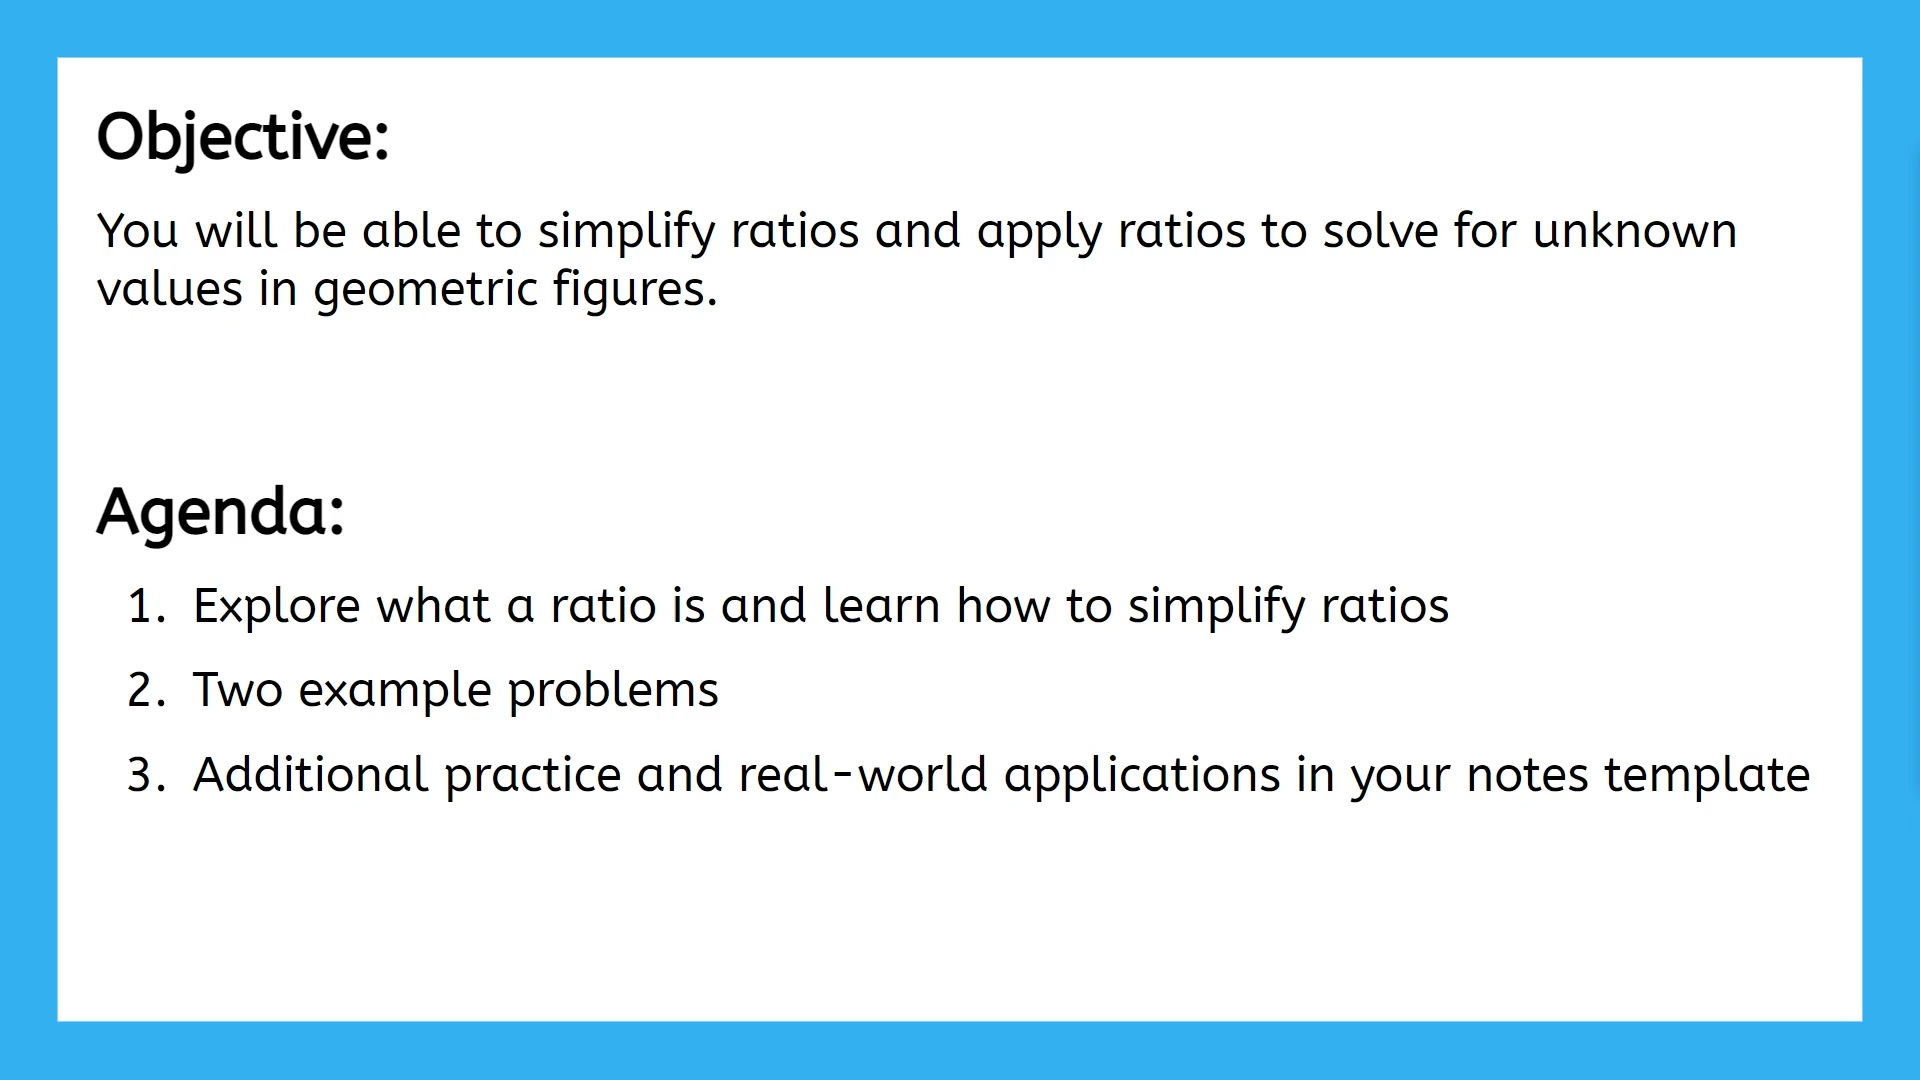 Objective:
You will be able to simplify ratios and apply ratios to solve for unknown
values in geometric figures.
Agenda:
1. Explore what a ratio is and learn how to simplify ratios
2. Two example problems
3. Additional practice and real-world applications in your notes template